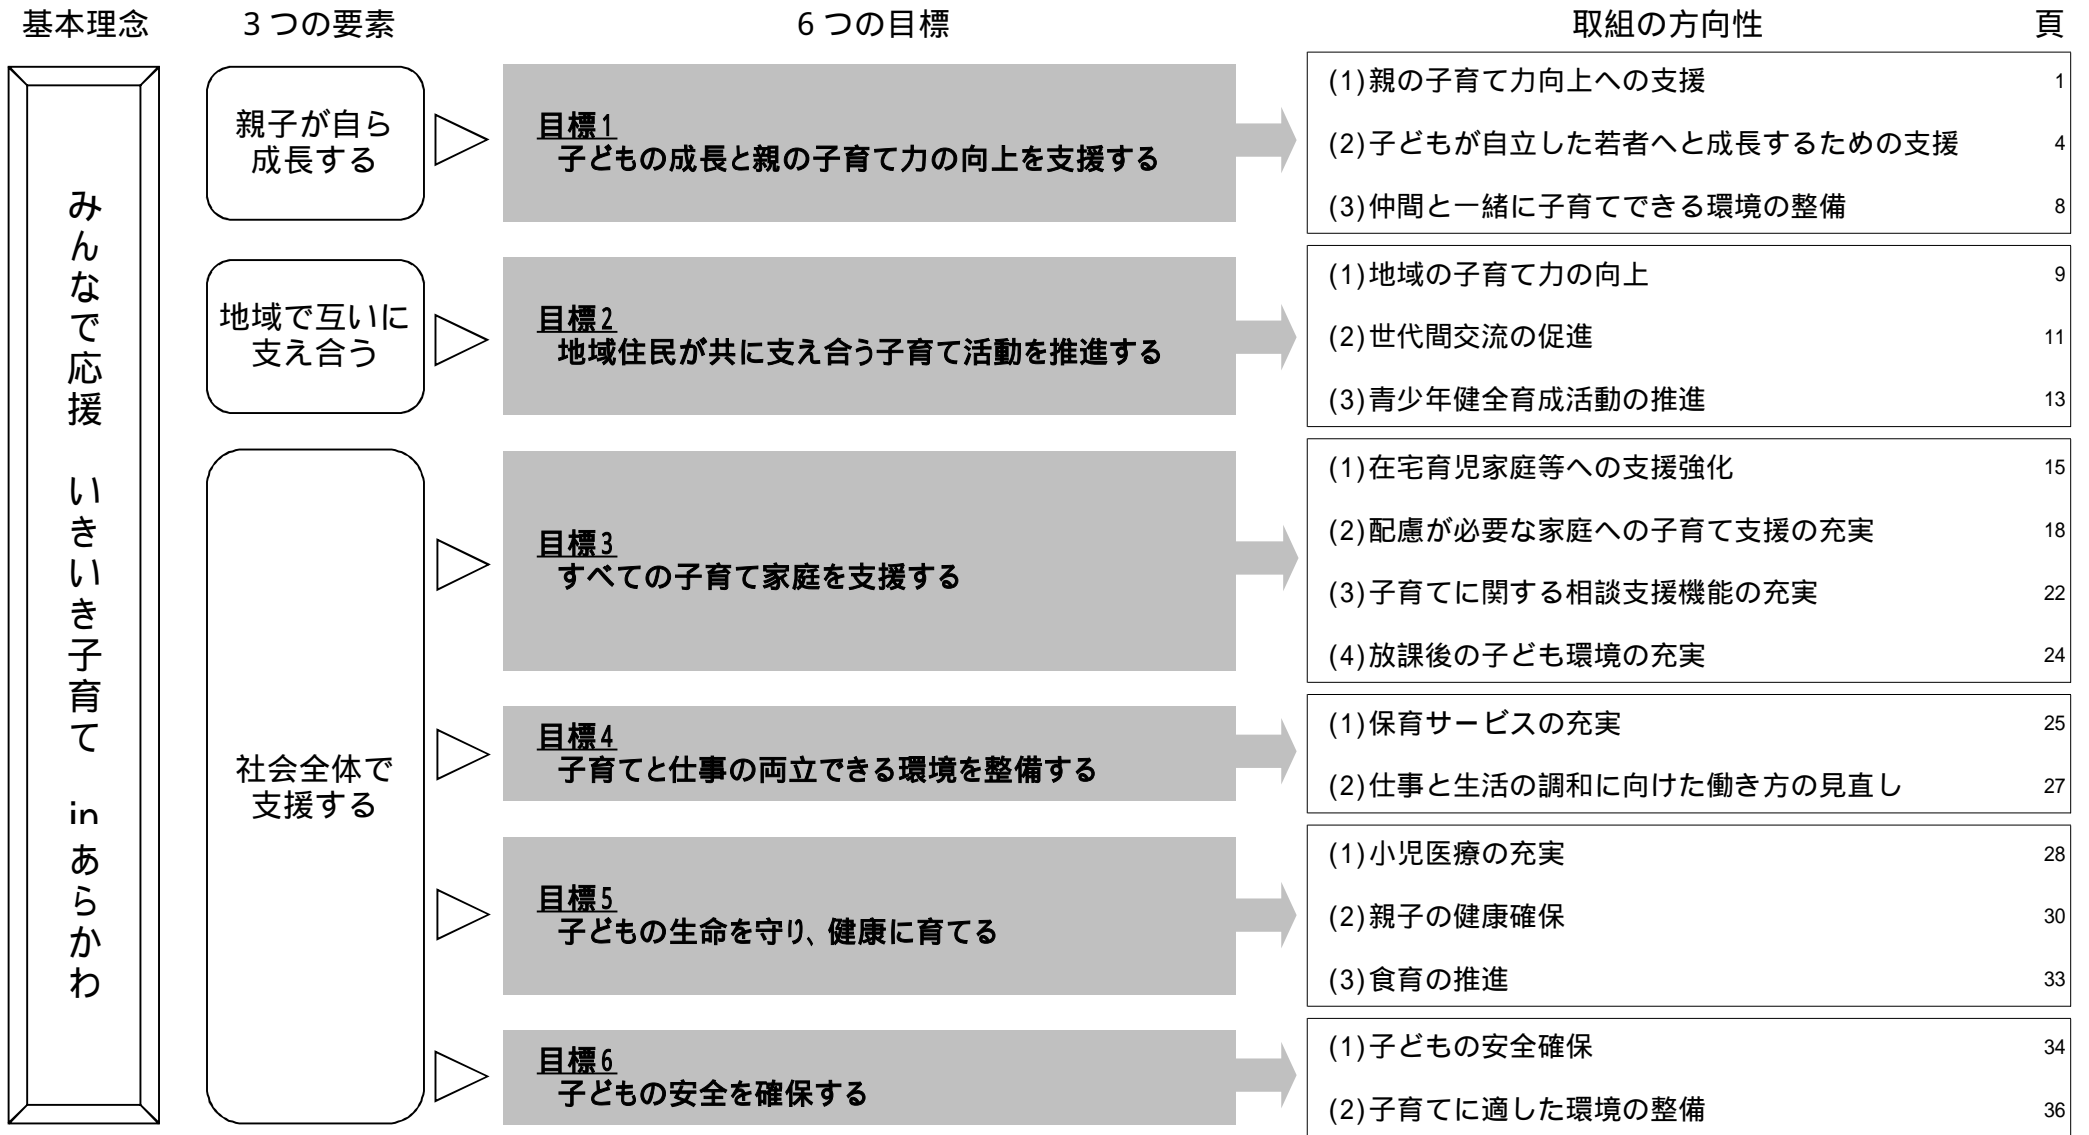 基本理念 3つの要素 6つの目標 取組の方向性 頁
みんなで応援 いきいき子育て in あらかわ
親子が自ら
成長する
目標1
子どもの成長と親の子育て力の向上を支援する
(1)親の子育て力向上への支援 1
(2)子どもが自立した若者へと成長するための支援 4
(3)仲間と一緒に子育てできる環境の整備 8
地域で互いに
支え合う
目標2
地域住民が共に支え合う子育て活動を推進する
(1)地域の子育て力の向上 9
(2)世代間交流の促進 11
(3)青少年健全育成活動の推進 13
社会全体で
支援する
目標3
すべての子育て家庭を支援する
(1)在宅育児家庭等への支援強化 15
(2)配慮が必要な家庭への子育て支援の充実 18
(3)子育てに関する相談支援機能の充実 22
(4)放課後の子ども環境の充実 24
目標4
子育てと仕事の両立できる環境を整備する
(1)保育サービスの充実 25
(2)仕事と生活の調和に向けた働き方の見直し 27
目標5
子どもの生命を守り、健康に育てる
(1)小児医療の充実 28
(2)親子の健康確保 30
(3)食育の推進 33
目標6
子どもの安全を確保する
(1)子どもの安全確保 34
(2)子育てに適した環境の整備 36